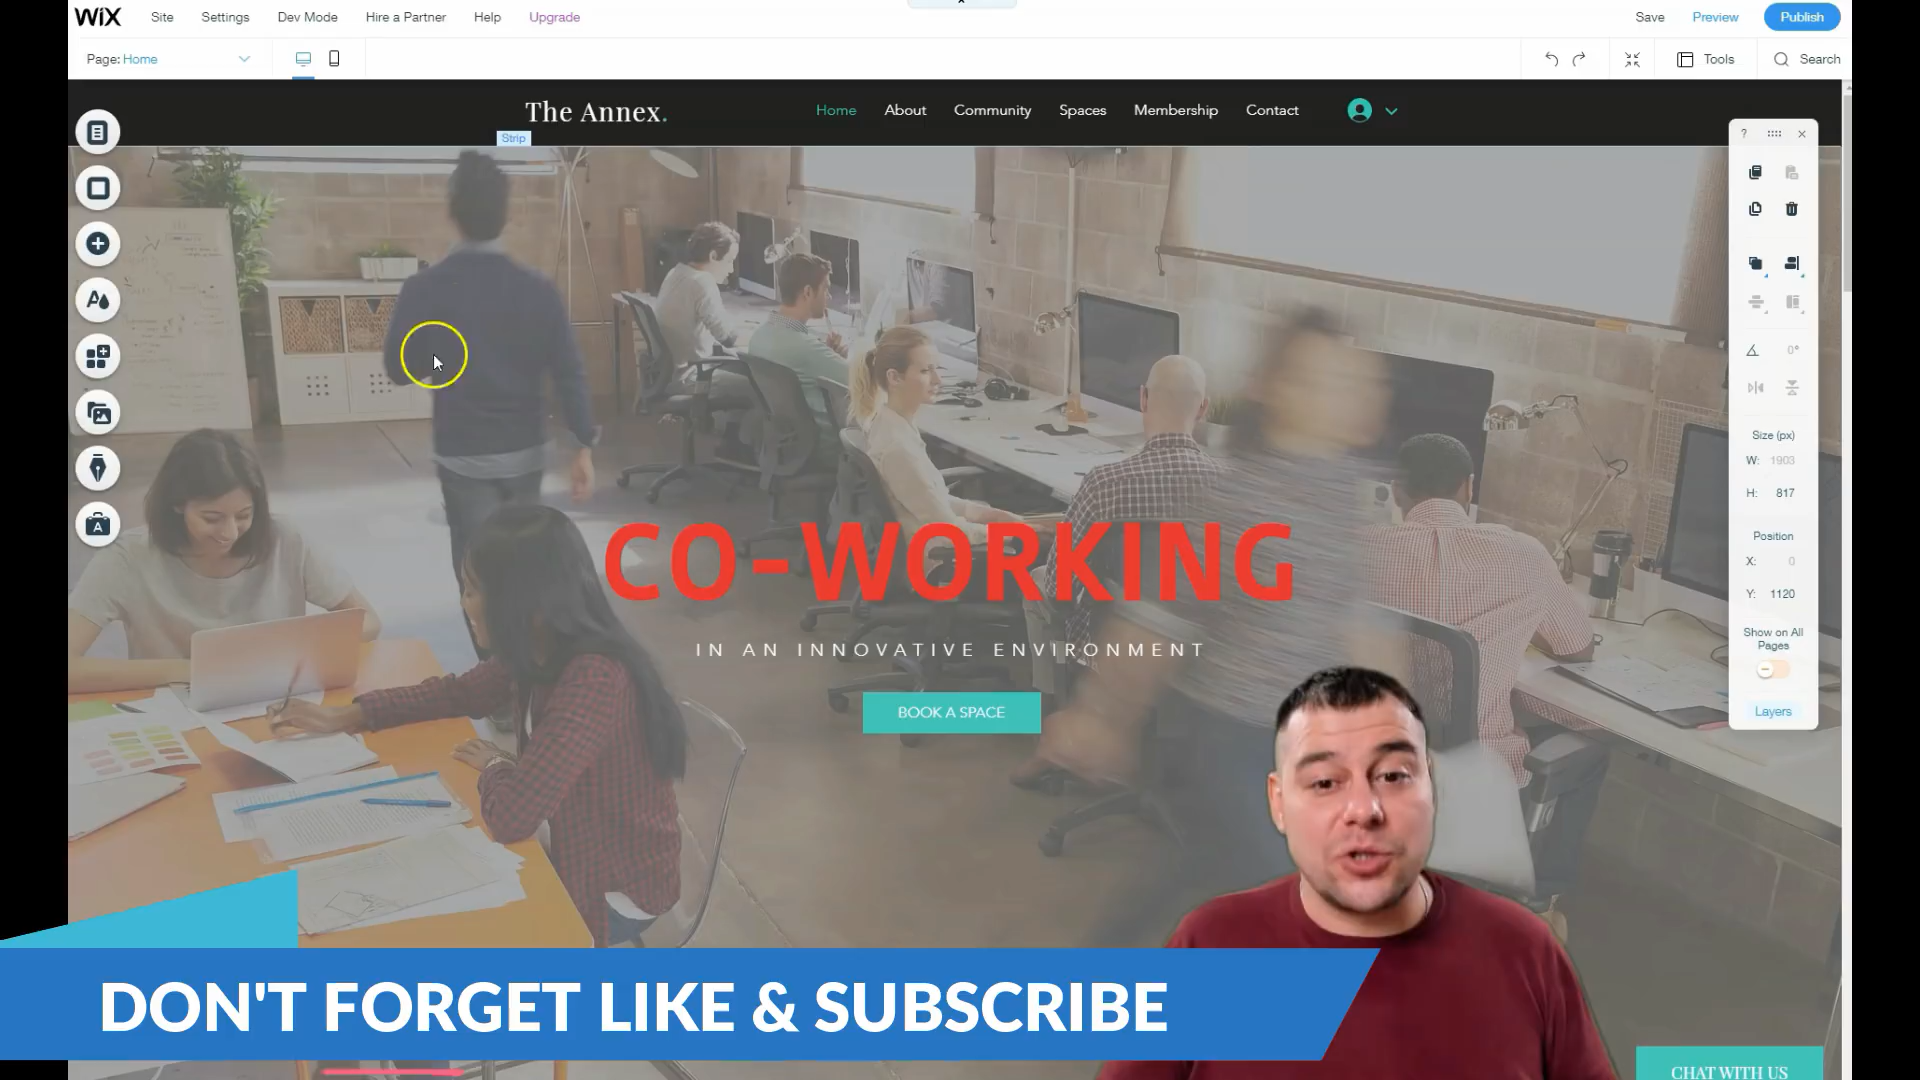 WiX Site Settings Dev Mode Hire a Partner Help Upgrade Save Preview Publish
Page: Home Tools Search
The Annex. Home About Community Spaces Membership Contact
Strip
?
0°
Size (px)
W: 1903
H: 817
Position
X: 0
Y: 1120
Show on All
Pages
Layers
CO-WORKING
IN AN INNOVATIVE ENVIRONMENT
BOOK A SPACE
DON'T FORGET LIKE & SUBSCRIBE
CHAT WITH US